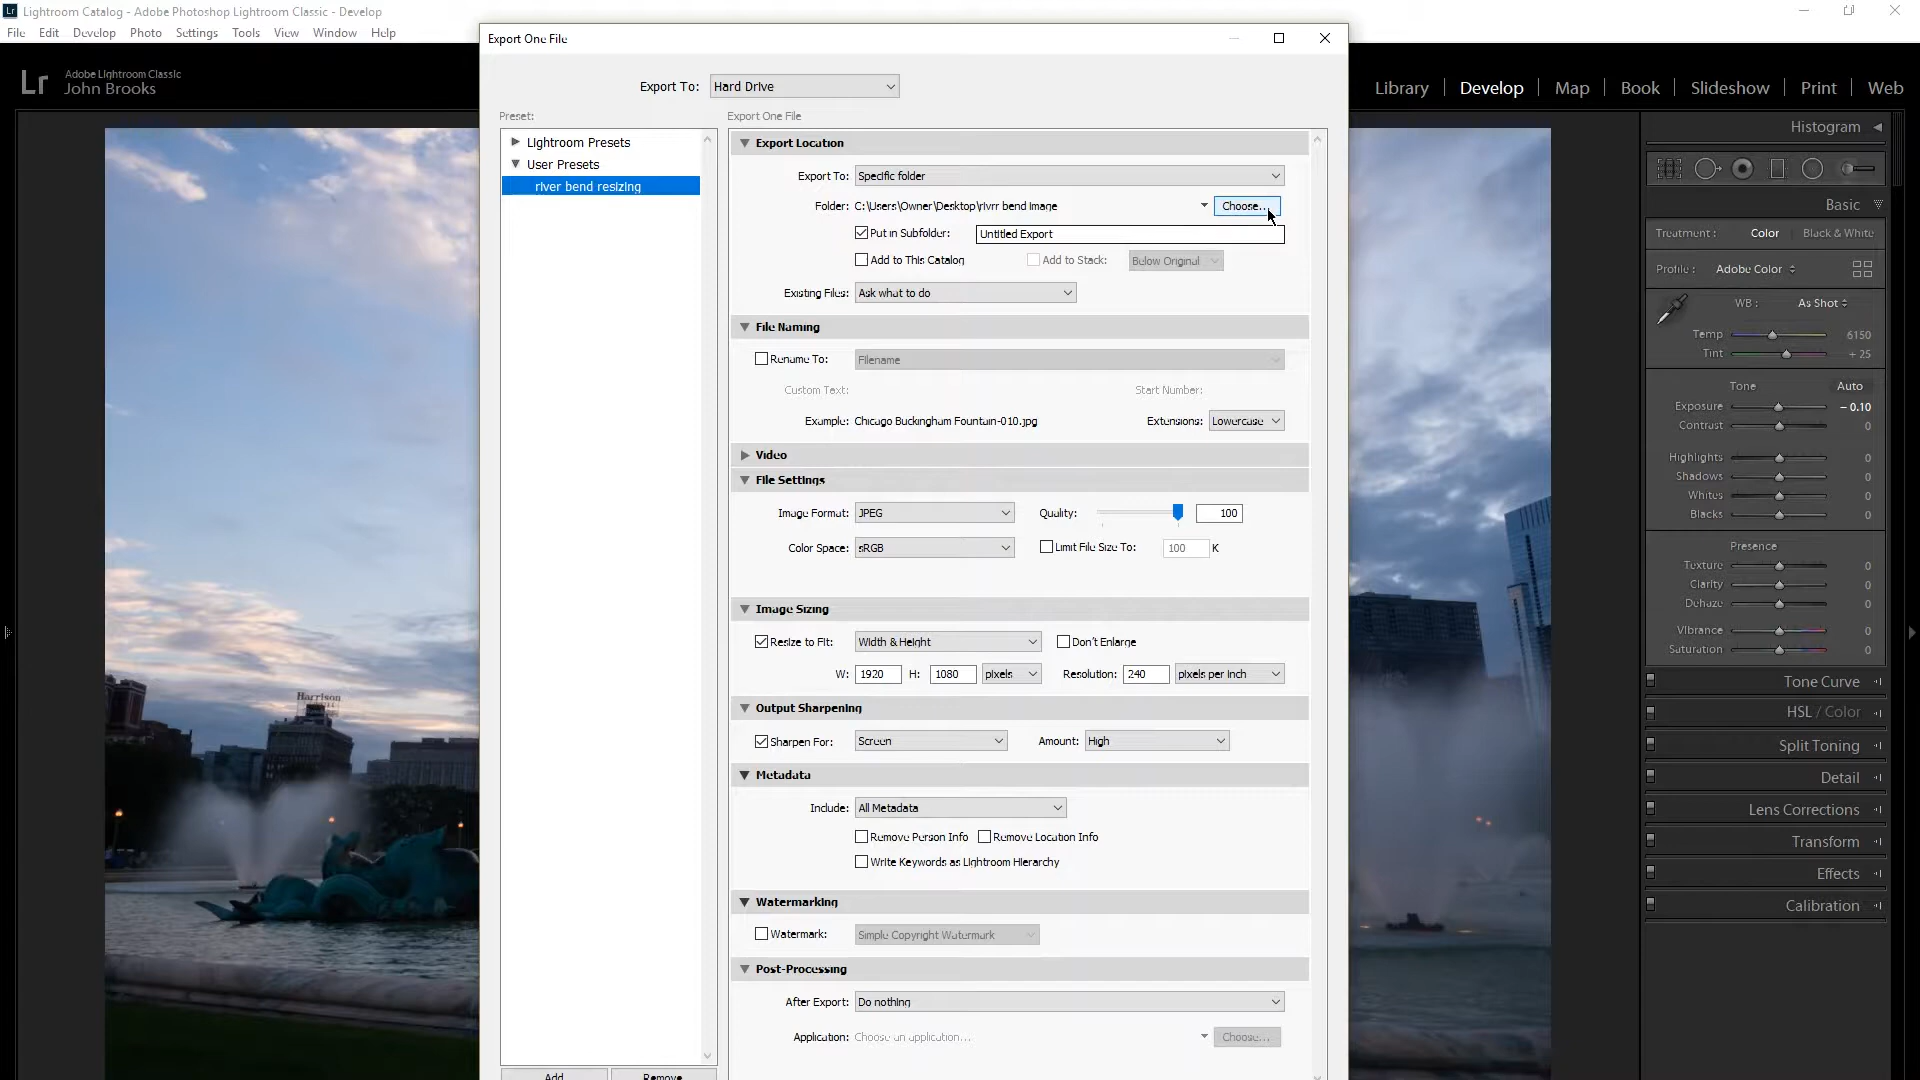 Lr Lightroom Catalog - Adobe Photoshop Lightroom Classic - Develop
File Edit Develop Photo Settings Tools View Window Help
Lr Adobe Lightroom Classic
John Brooks
Library Develop Map Book Slideshow Print Web
Export One File
Export To: Hard Drive
Preset:
Lightroom Presets
User Presets
river bend resizing
Add Remove
Export One File
Export Location
Export To: Specific folder
Folder: C:\Users\Owner\Desktop\rivrr bend image Choose...
Put in Subfolder: Untitled Export
Add to This Catalog Add to Stack: Below Original
Existing Files: Ask what to do
File Naming
Rename To: Filename
Custom Text: Start Number:
Example: Chicago Buckingham Fountain-010.jpg Extensions: Lowercase
Video
File Settings
Image Format: JPEG Quality: 100
Color Space: sRGB Limit File Size To: 100 K
Image Sizing
Resize to Fit: Width & Height Don't Enlarge
W: 1920 H: 1080 pixels Resolution: 240 pixels per inch
Output Sharpening
Sharpen For: Screen Amount: High
Metadata
Include: All Metadata
Remove Person Info Remove Location Info
Write Keywords as Lightroom Hierarchy
Watermarking
Watermark: Simple Copyright Watermark
Post-Processing
After Export: Do nothing
Application: Choose an application... Choose...
Harrison
Histogram
Basic
Treatment : Color Black & White
Profile : Adobe Color
WB : As Shot
Temp 6150
Tint + 25
Tone Auto
Exposure – 0.10
Contrast 0
Highlights 0
Shadows 0
Whites 0
Blacks 0
Presence
Texture 0
Clarity 0
Dehaze 0
Vibrance 0
Saturation 0
Tone Curve
HSL / Color
Split Toning
Detail
Lens Corrections
Transform
Effects
Calibration